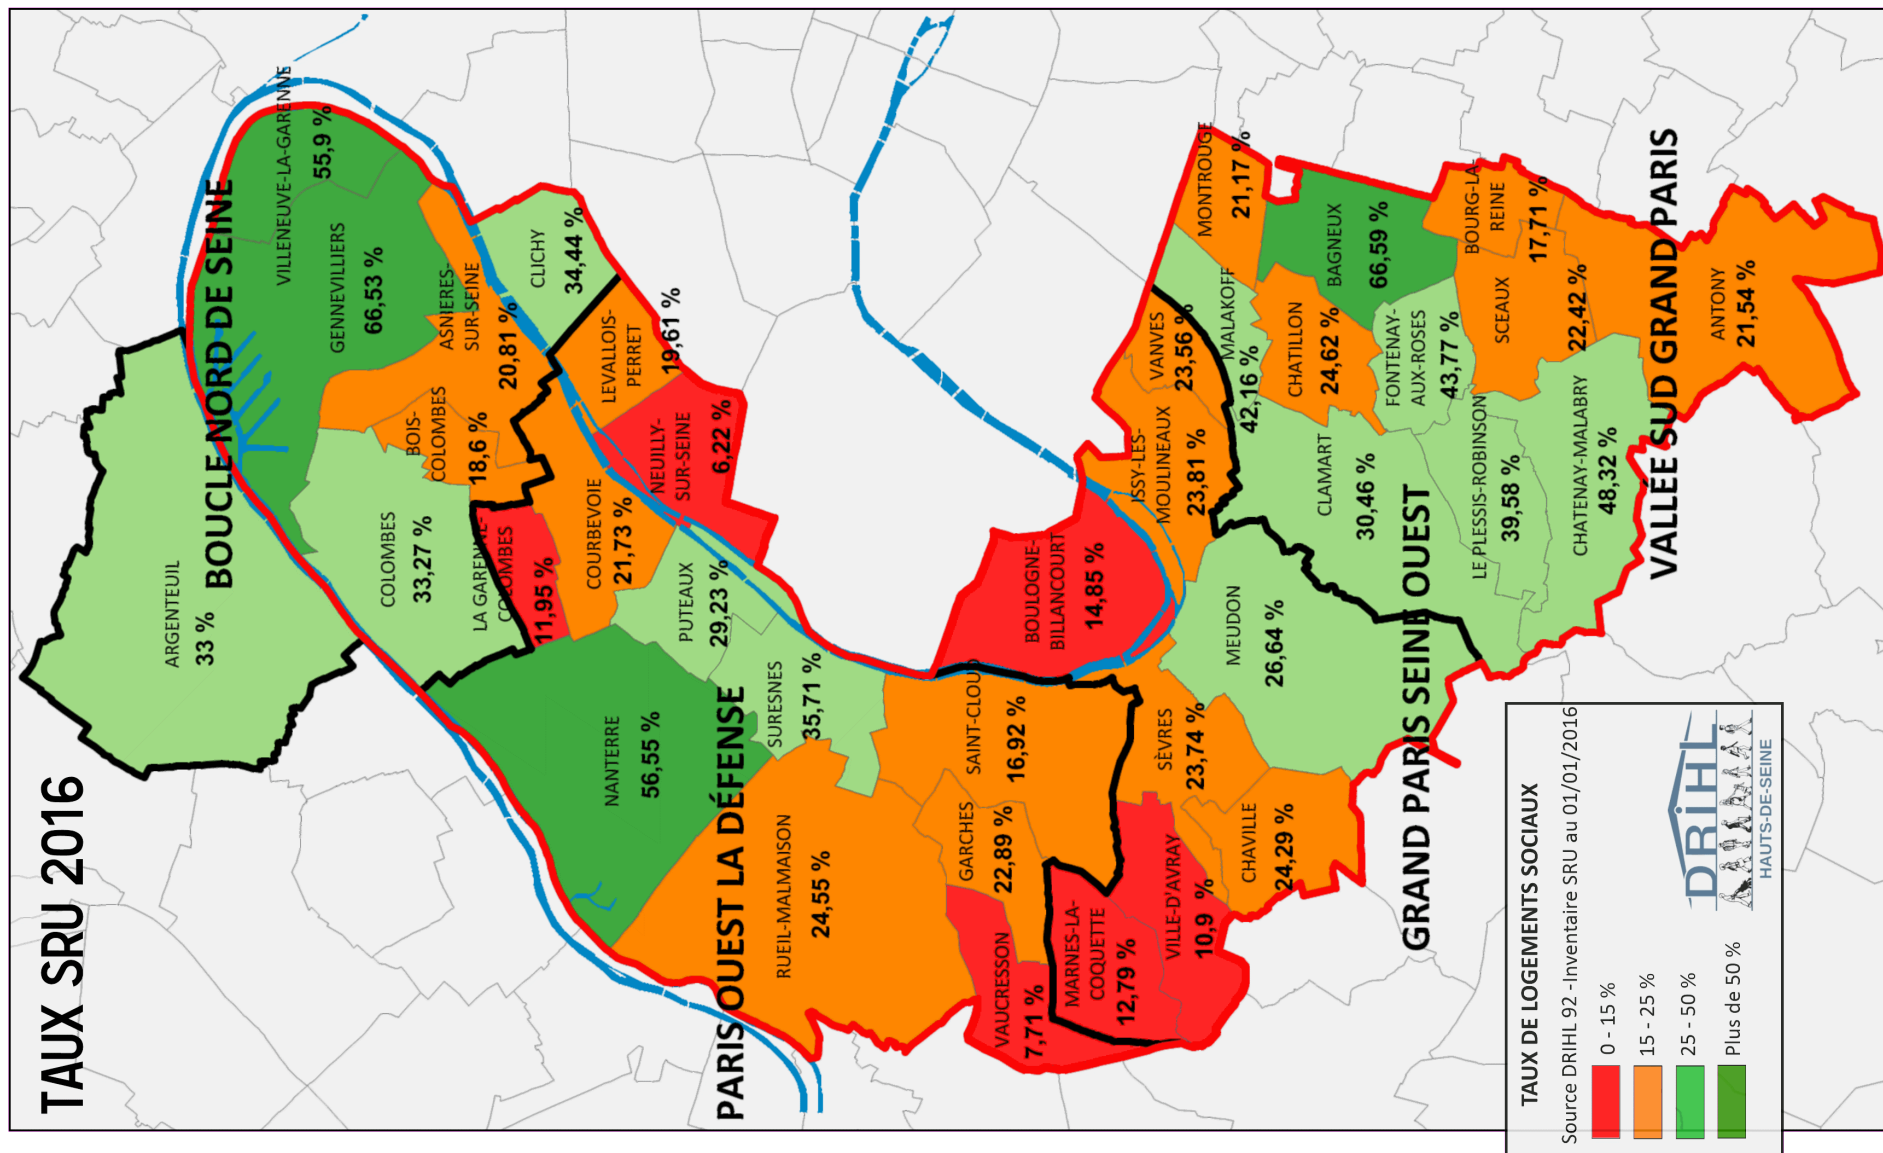 TAUX SRU 2016
ARGENTEUIL
33 %
BOUCLE NORD DE SEINE
VILLENEUVE-LA-GARENNE
55,9 %
GENNEVILLIERS
66,53 %
ASNIERES-
SUR-SEINE
20,81 %
BOIS-
COLOMBES
18,6 %
COLOMBES
33,27 %
CLICHY
34,44 %
LA GARENNE-
COLOMBES
11,95 %
COURBEVOIE
21,73 %
LEVALLOIS-
PERRET
19,61 %
NEUILLY-
SUR-SEINE
6,22 %
PUTEAUX
29,23 %
NANTERRE
56,55 %
SURESNES
35,71 %
PARIS OUEST LA DÉFENSE
RUEIL-MALMAISON
24,55 %
SAINT-CLOUD
16,92 %
GARCHES
22,89 %
VAUCRESSON
7,71 %
MARNES-LA-
COQUETTE
12,79 %
VILLE-D'AVRAY
10,9 %
BOULOGNE-
BILLANCOURT
14,85 %
SÈVRES
23,74 %
CHAVILLE
24,29 %
MEUDON
26,64 %
ISSY-LES-
MOULINEAUX
23,81 %
VANVES
23,56 %
GRAND PARIS SEINE OUEST
MALAKOFF
42,16 %
MONTROUGE
21,17 %
CHATILLON
24,62 %
BAGNEUX
66,59 %
FONTENAY-
AUX-ROSES
43,77 %
CLAMART
30,46 %
BOURG-LA-
REINE
17,71 %
SCEAUX
22,42 %
LE PLESSIS-ROBINSON
39,58 %
CHATENAY-MALABRY
48,32 %
ANTONY
21,54 %
VALLÉE SUD GRAND PARIS
TAUX DE LOGEMENTS SOCIAUX
Source DRIHL 92 -Inventaire SRU au 01/01/2016
0 - 15 %
15 - 25 %
25 - 50 %
Plus de 50 %
DRiHL
HAUTS-DE-SEINE